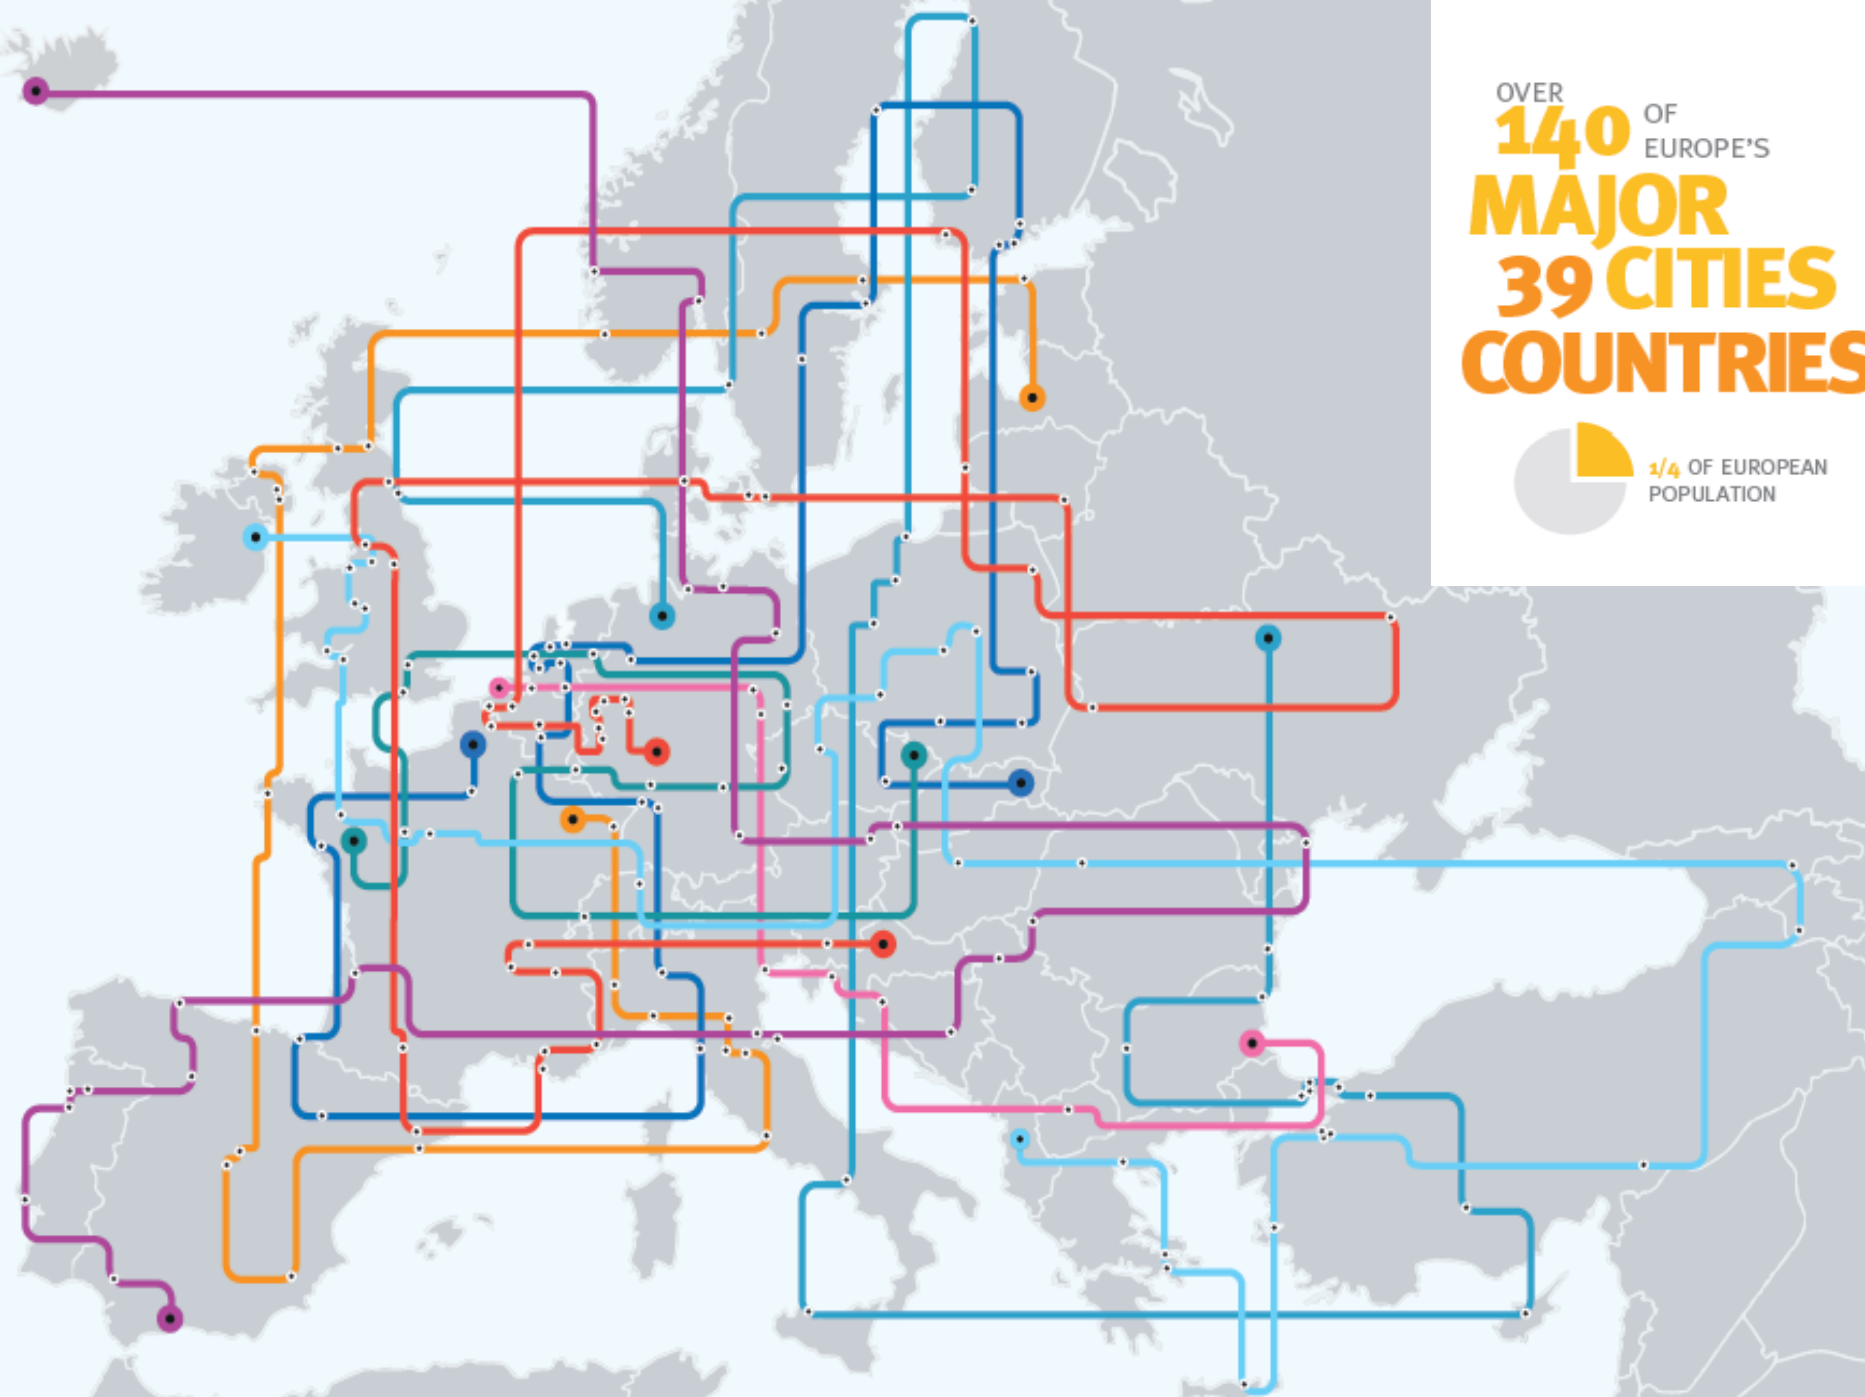 OVER
140 OF
EUROPE'S
MAJOR
39 CITIES
COUNTRIES
1/4 OF EUROPEAN
POPULATION